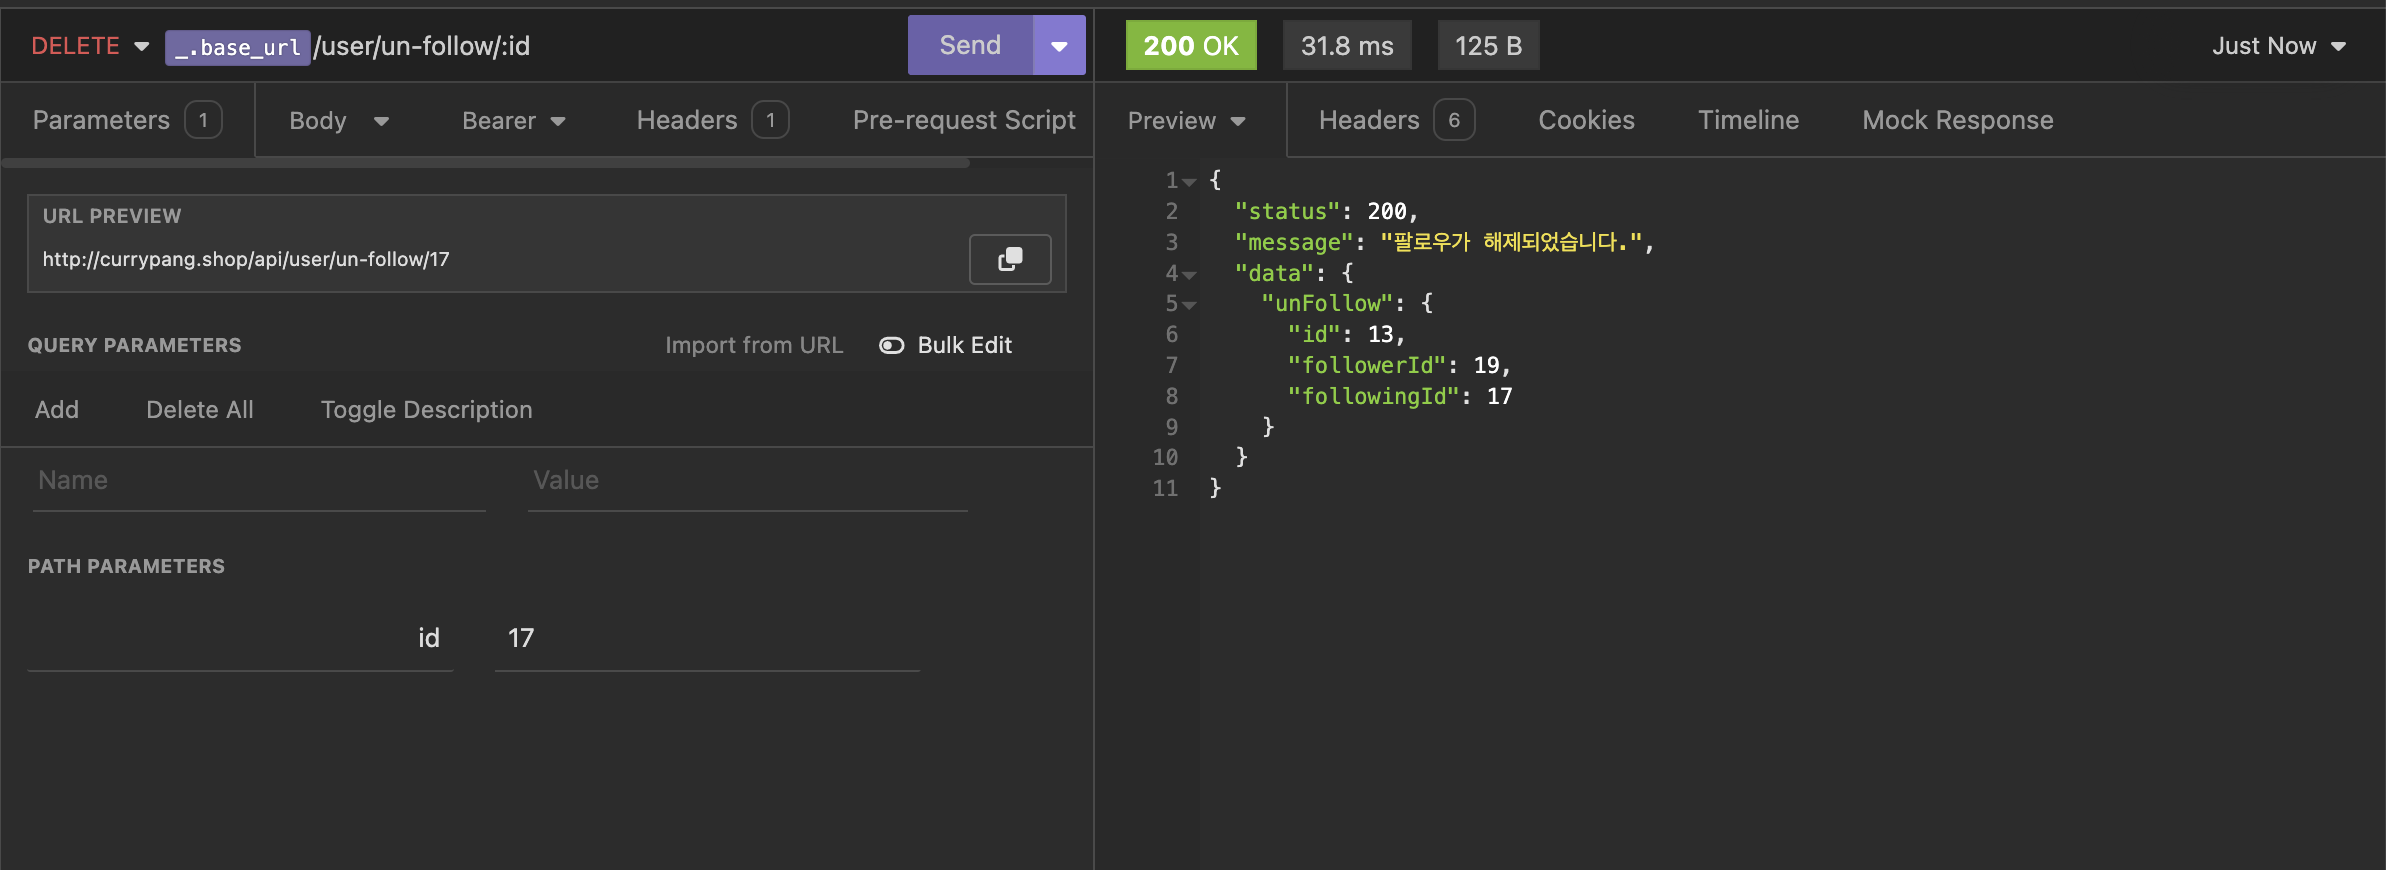 DELETE _.base_url/user/un-follow/:id Send
200 OK 31.8 ms 125 B Just Now
Parameters 1 Body Bearer Headers 1 Pre-request Script
Preview Headers 6 Cookies Timeline Mock Response
URL PREVIEW
http://currypang.shop/api/user/un-follow/17
QUERY PARAMETERS Import from URL Bulk Edit
Add Delete All Toggle Description
Name Value
PATH PARAMETERS
id 17
1 {
2 "status": 200,
3 "message": "팔로우가 해제되었습니다.",
4 "data": {
5 "unFollow": {
6 "id": 13,
7 "followerId": 19,
8 "followingId": 17
9 }
10 }
11 }